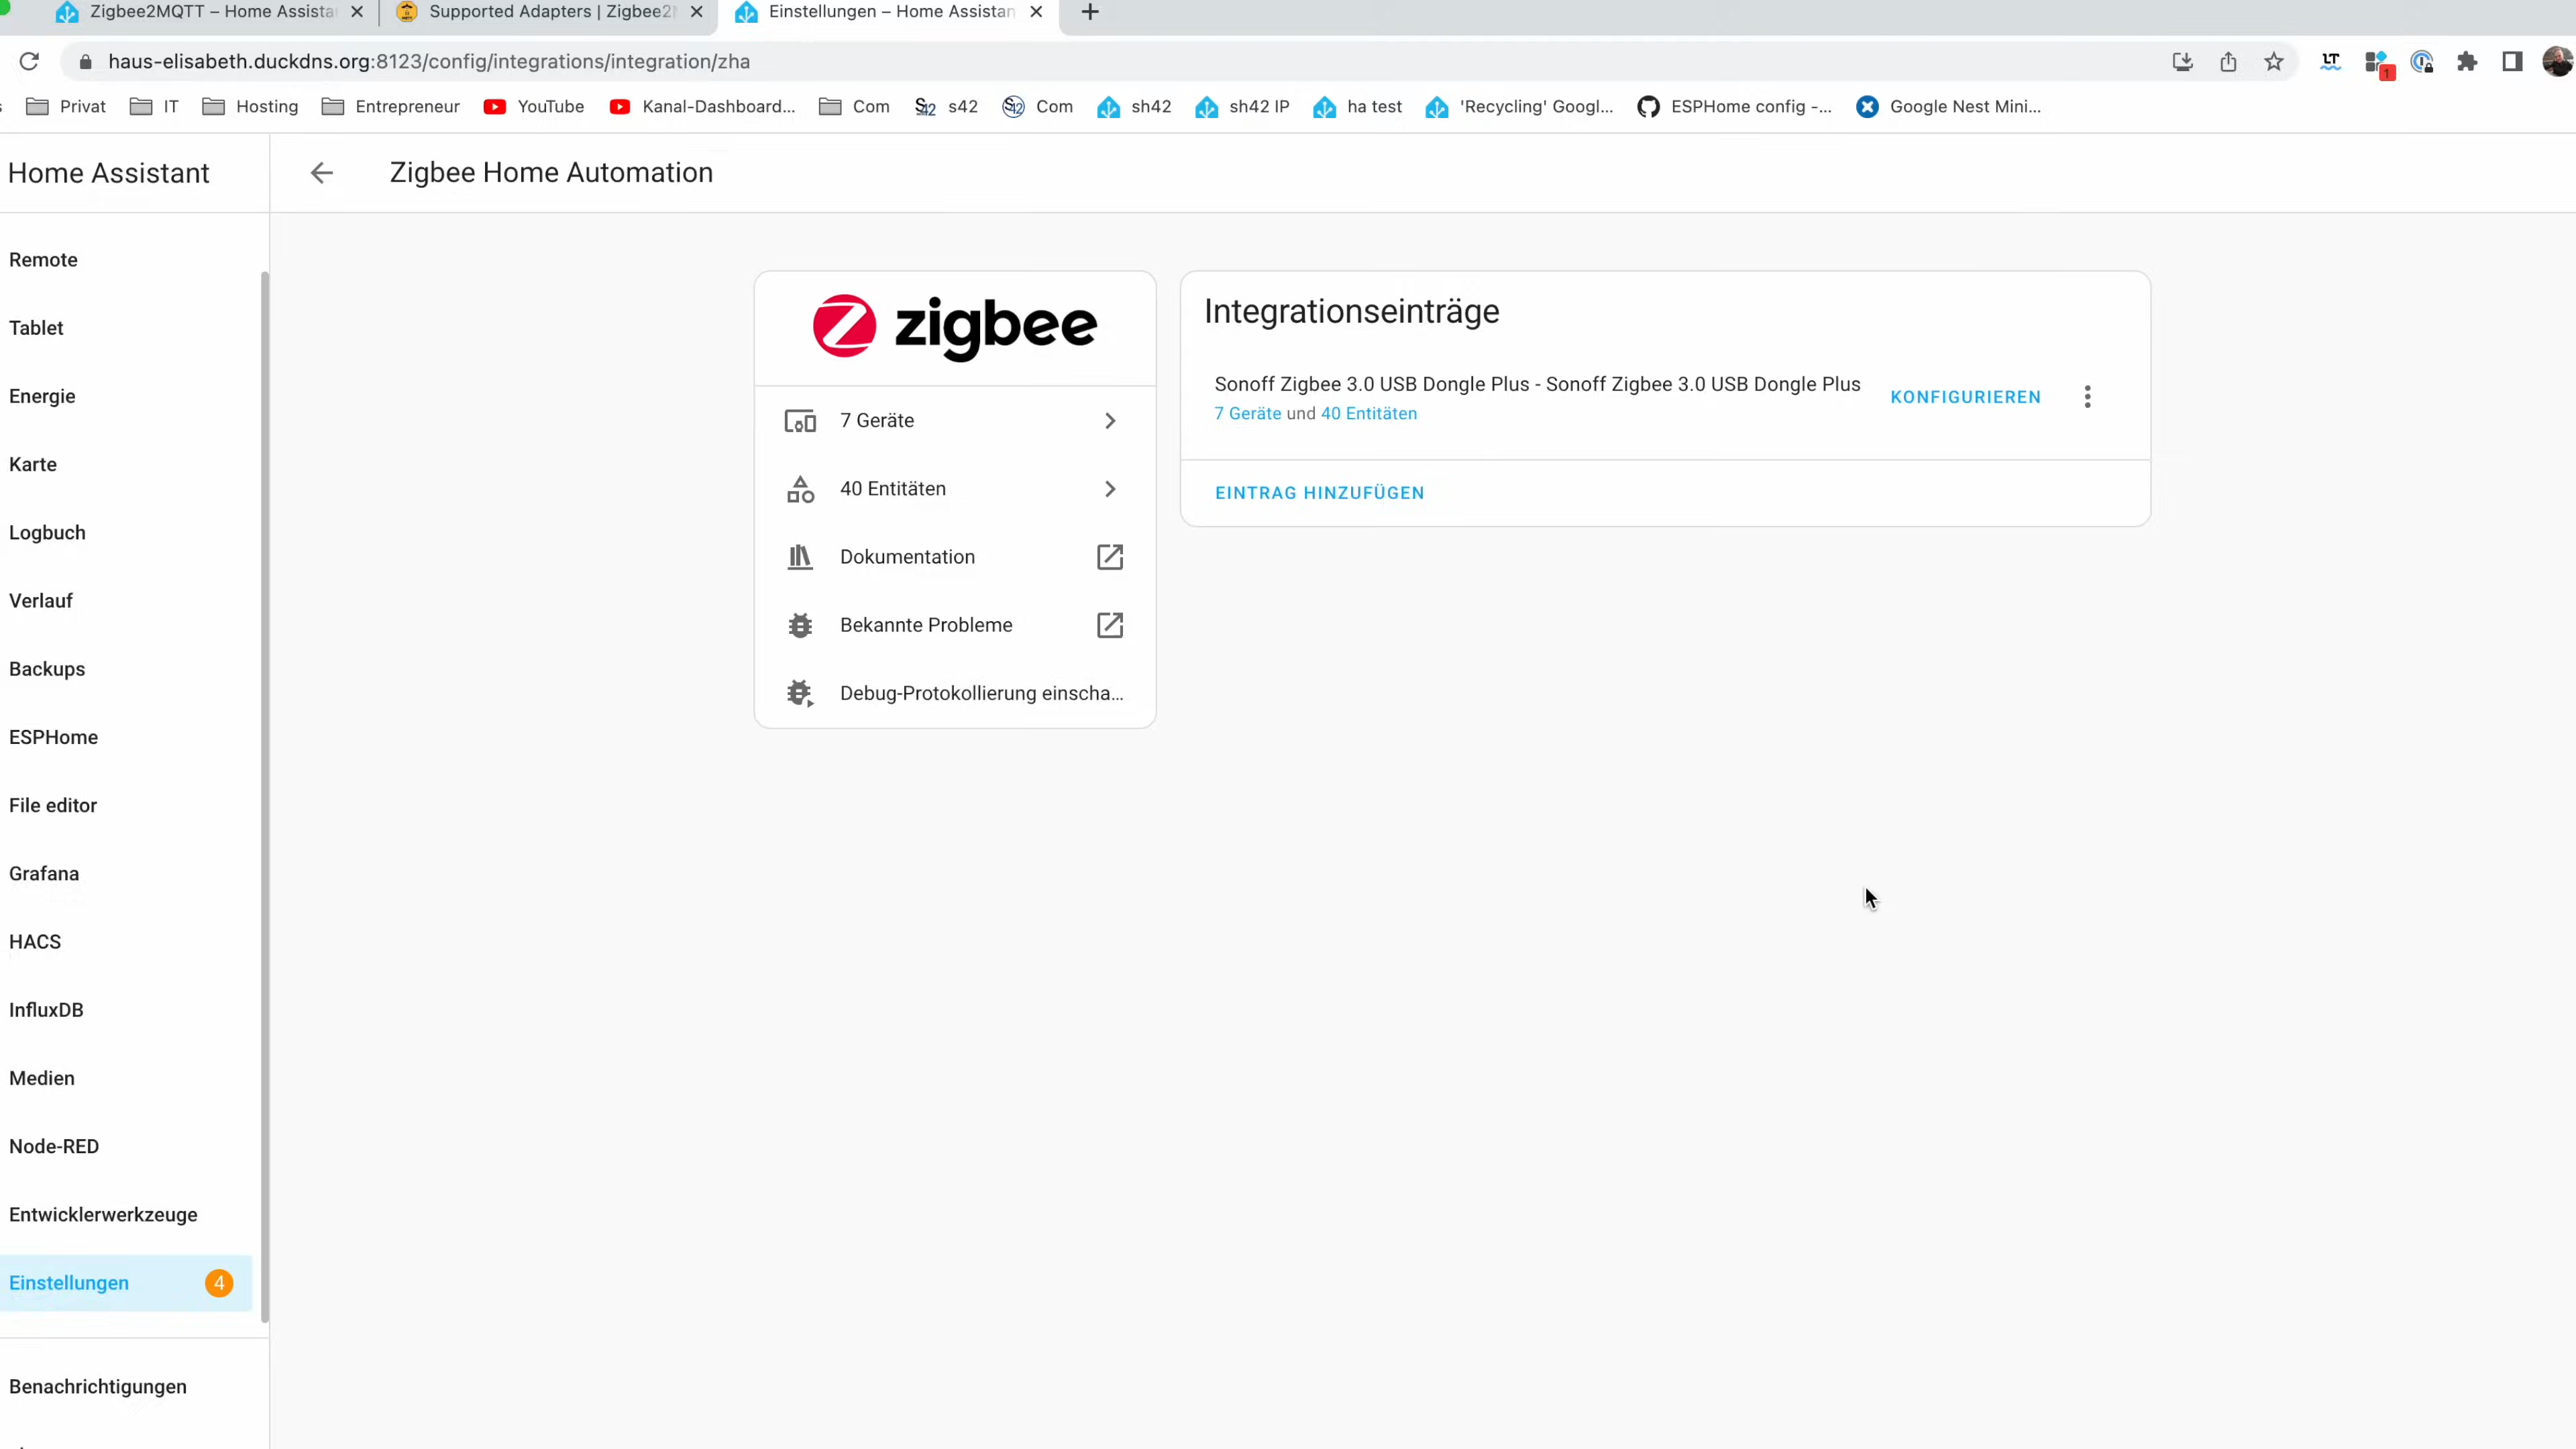 Zigbee2MQTT – Home Assista
Supported Adapters | Zigbee2
Einstellungen – Home Assistan
haus-elisabeth.duckdns.org:8123/config/integrations/integration/zha
LT
1
Privat
IT
Hosting
Entrepreneur
YouTube
Kanal-Dashboard...
Com
S42 s42
S42 Com
sh42
sh42 IP
ha test
'Recycling' Googl...
ESPHome config -...
Google Nest Mini...
Home Assistant
Zigbee Home Automation
Remote
Tablet
Energie
Karte
Logbuch
Verlauf
Backups
ESPHome
File editor
Grafana
HACS
InfluxDB
Medien
Node-RED
Entwicklerwerkzeuge
Einstellungen 4
Benachrichtigungen
zigbee
7 Geräte
40 Entitäten
Dokumentation
Bekannte Probleme
Debug-Protokollierung einscha...
Integrationseinträge
Sonoff Zigbee 3.0 USB Dongle Plus - Sonoff Zigbee 3.0 USB Dongle Plus
7 Geräte und 40 Entitäten
KONFIGURIEREN
EINTRAG HINZUFÜGEN